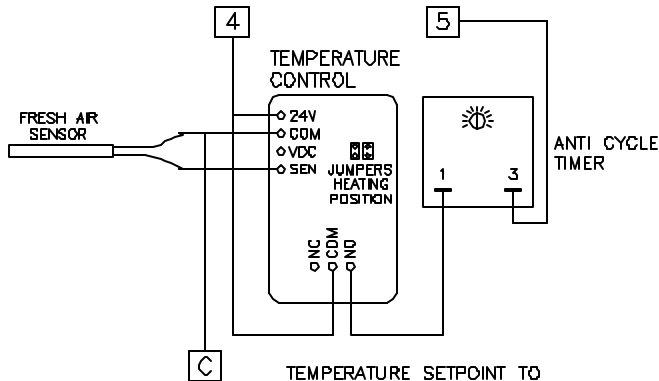 4
5
TEMPERATURE
CONTROL
FRESH AIR
SENSOR
24V
COM
VDC
SEN
JUMPERS
HEATING
POSITION
1
3
ANTI CYCLE
TIMER
NC
COM
NO
C
TEMPERATURE SETPOINT TO